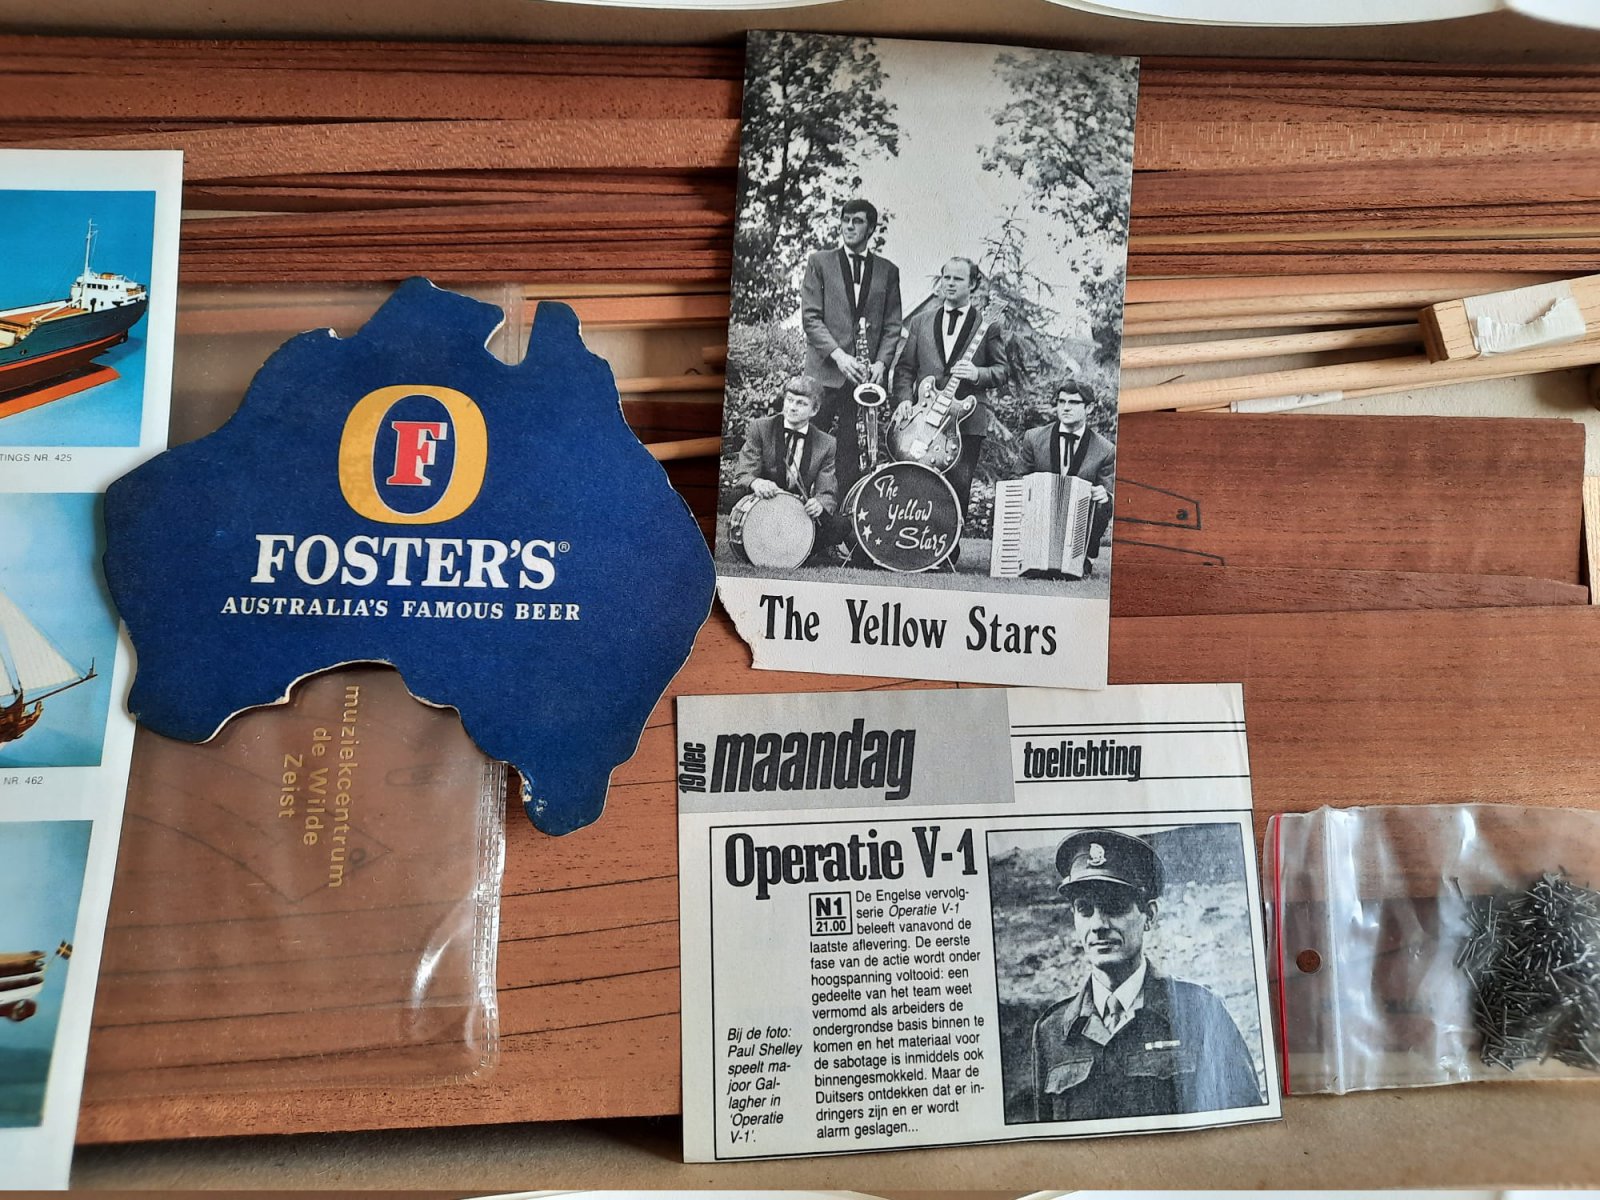 TINGS NR. 425
NR. 462
F
FOSTER'S®
AUSTRALIA'S FAMOUS BEER
muziekcentrum
de Wilde
Zeist
The
Yellow
Stars
The Yellow Stars
a
19 dec
maandag
toelichting
Operatie V-1
N1
21.00
De Engelse vervolg-
serie Operatie V-1
beleeft vanavond de
laatste aflevering. De eerste
fase van de actie wordt onder
hoogspanning voltooid: een
gedeelte van het team weet
vermomd als arbeiders de
ondergrondse basis binnen te
komen en het materiaal voor
de sabotage is inmiddels ook
binnengesmokkeld. Maar de
Duitsers ontdekken dat er in-
dringers zijn en er wordt
alarm geslagen...
Bij de foto:
Paul Shelley
speelt ma-
joor Gal-
lagher in
'Operatie
V-1'.